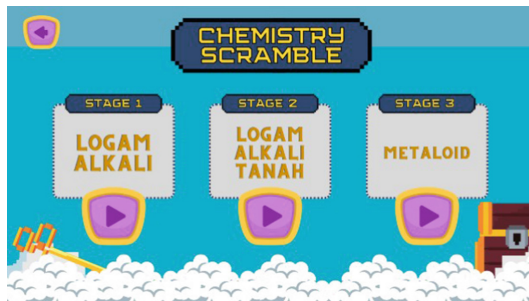 CHEMISTRY
SCRAMBLE
STAGE 1
LOGAM
ALKALI
STAGE 2
LOGAM
ALKALI
TANAH
STAGE 3
METALOID